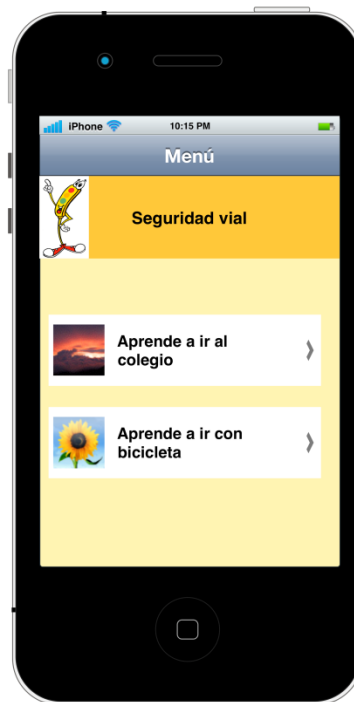 iPhone 10:15 PM
Menú
Seguridad vial
Aprende a ir al
colegio
Aprende a ir con
bicicleta